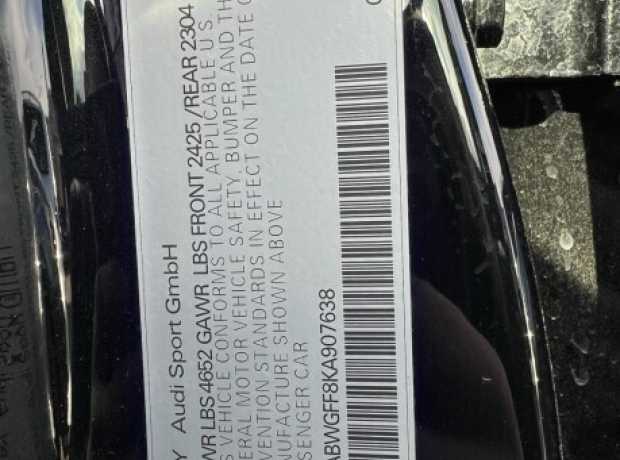 Y Audi Sport GmbH
WR LBS 4652 GAWR LBS FRONT 2425 /REAR 2304
S VEHICLE CONFORMS TO ALL APPLICABLE U.S.
ERAL MOTOR VEHICLE SAFETY, BUMPER AND TH
VENTION STANDARDS IN EFFECT ON THE DATE O
NUFACTURE SHOWN ABOVE
SENGER CAR
ABWGFF8KA907638